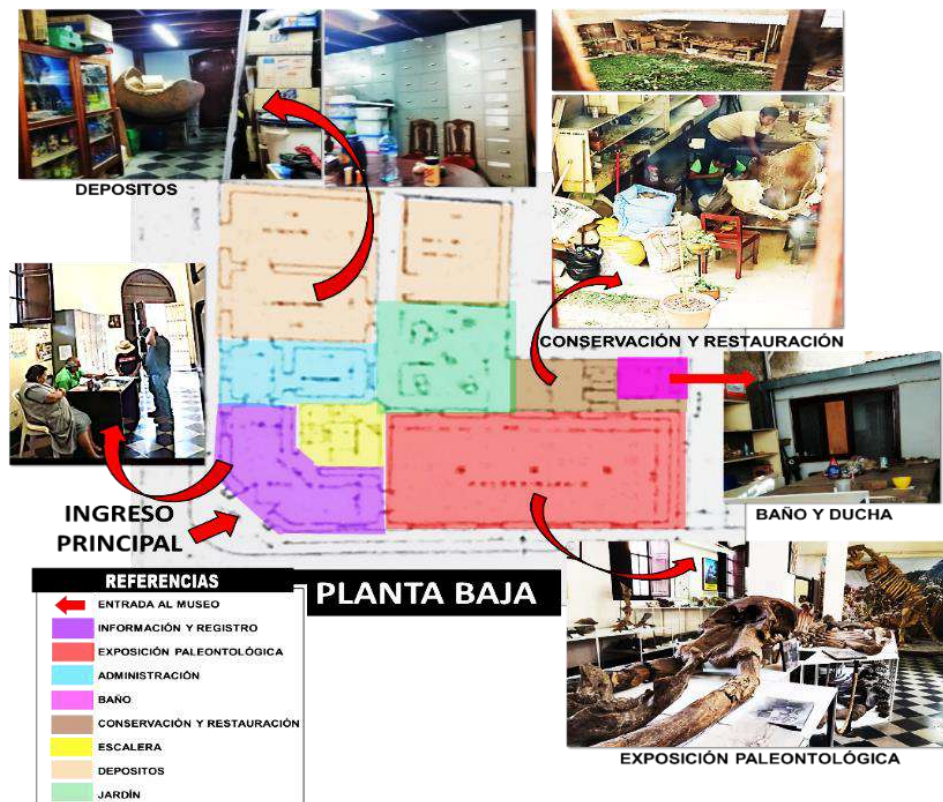 DEPOSITOS
CONSERVACIÓN Y RESTAURACIÓN
BAÑO Y DUCHA
INGRESO
PRINCIPAL
PLANTA BAJA
EXPOSICIÓN PALEONTOLÓGICA
REFERENCIAS
ENTRADA AL MUSEO
INFORMACIÓN Y REGISTRO
EXPOSICIÓN PALEONTOLÓGICA
ADMINISTRACIÓN
BAÑO
CONSERVACIÓN Y RESTAURACIÓN
ESCALERA
DEPOSITOS
JARDÍN